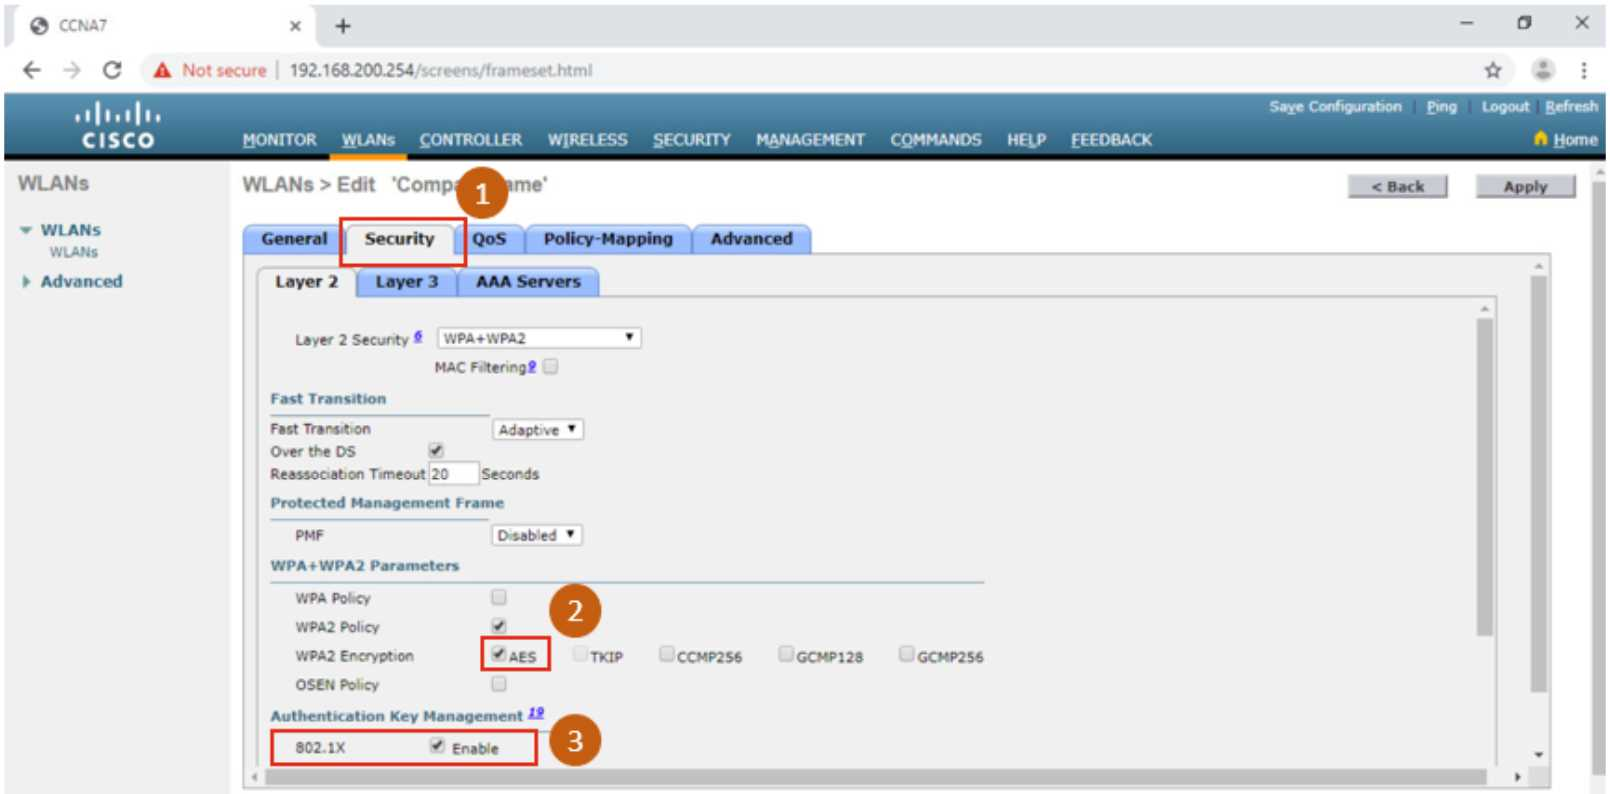 CCNA7
Not secure | 192.168.200.254/screens/frameset.html
Save Configuration | Ping | Logout | Refresh
CISCO
MONITOR WLANs CONTROLLER WIRELESS SECURITY MANAGEMENT COMMANDS HELP FEEDBACK
Home
WLANs
WLANs > Edit 'Comp ame'
1
< Back
Apply
WLANs
WLANs
Advanced
General Security QoS Policy-Mapping Advanced
Layer 2 Layer 3 AAA Servers
Layer 2 Security 6 WPA+WPA2
MAC Filtering 9
Fast Transition
Fast Transition Adaptive
Over the DS
Reassociation Timeout 20 Seconds
Protected Management Frame
PMF Disabled
WPA+WPA2 Parameters
WPA Policy
2
WPA2 Policy
WPA2 Encryption AES TKIP CCMP256 GCMP128 GCMP256
OSEN Policy
Authentication Key Management 19
802.1X Enable
3